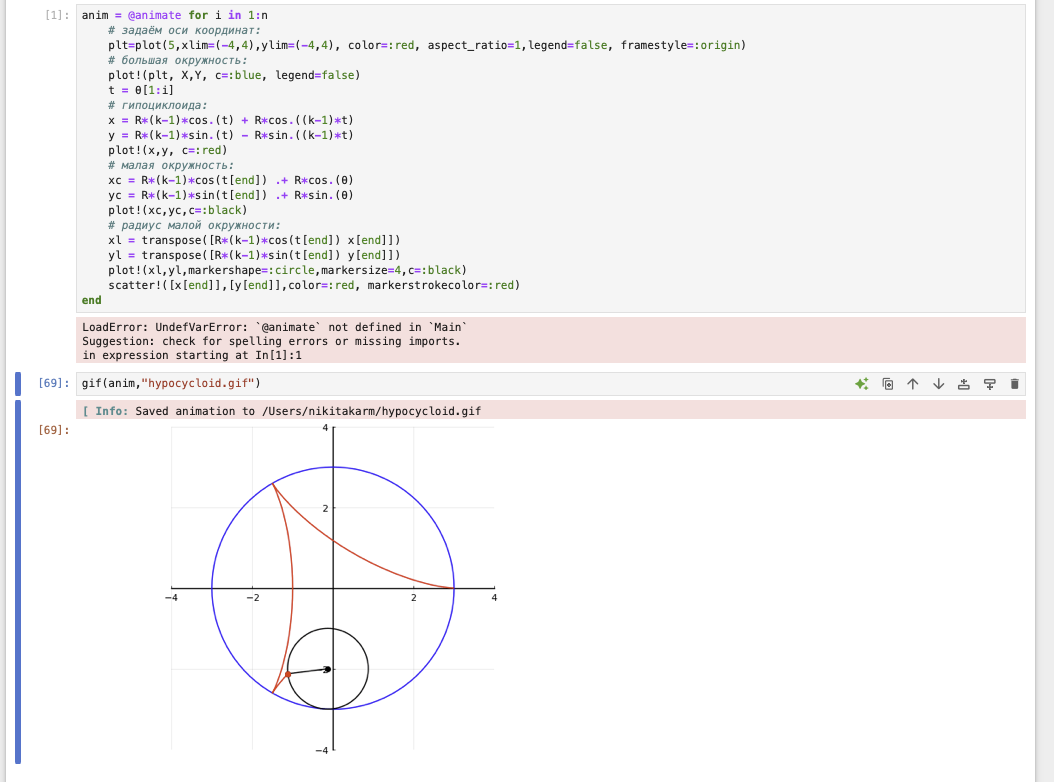 [1]: anim = @animate for i in 1:n
# задаём оси координат:
plt=plot(5,xlim=(-4,4),ylim=(-4,4), color=:red, aspect_ratio=1,legend=false, framestyle=:origin)
# большая окружность:
plot!(plt, X,Y, c=:blue, legend=false)
t = θ[1:i]
# гипоциклоида:
x = R*(k-1)*cos.(t) + R*cos.((k-1)*t)
y = R*(k-1)*sin.(t) - R*sin.((k-1)*t)
plot!(x,y, c=:red)
# малая окружность:
xc = R*(k-1)*cos(t[end]) .+ R*cos.(θ)
yc = R*(k-1)*sin(t[end]) .+ R*sin.(θ)
plot!(xc,yc,c=:black)
# радиус малой окружности:
xl = transpose([R*(k-1)*cos(t[end]) x[end]])
yl = transpose([R*(k-1)*sin(t[end]) y[end]])
plot!(xl,yl,markershape=:circle,markersize=4,c=:black)
scatter!([x[end]],[y[end]],color=:red, markerstrokecolor=:red)
end
LoadError: UndefVarError: `@animate` not defined in `Main`
Suggestion: check for spelling errors or missing imports.
in expression starting at In[1]:1
[69]: gif(anim,"hypocycloid.gif")
[ Info: Saved animation to /Users/nikitakarm/hypocycloid.gif
[69]:
4
2
−4 −2 2 4
−4